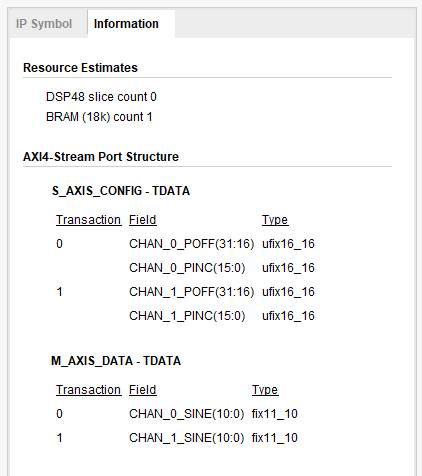 IP Symbol Information
Resource Estimates
DSP48 slice count 0
BRAM (18k) count 1
AXI4-Stream Port Structure
S_AXIS_CONFIG - TDATA
Transaction Field Type
0 CHAN_0_POFF(31:16) ufix16_16
CHAN_0_PINC(15:0) ufix16_16
1 CHAN_1_POFF(31:16) ufix16_16
CHAN_1_PINC(15:0) ufix16_16
M_AXIS_DATA - TDATA
Transaction Field Type
0 CHAN_0_SINE(10:0) fix11_10
1 CHAN_1_SINE(10:0) fix11_10